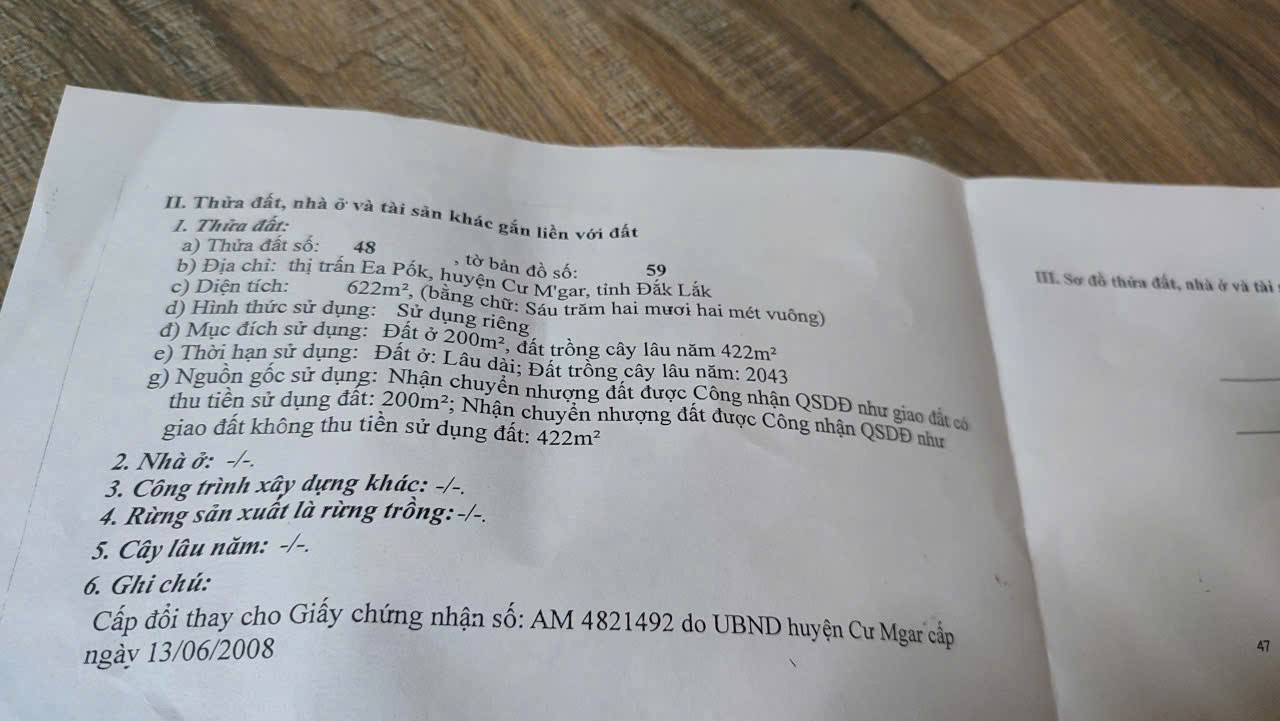 II. Thửa đất, nhà ở và tài sản khác gắn liền với đất
1. Thửa đất:
a) Thửa đất số: 48 , tờ bản đồ số: 59
b) Địa chỉ: thị trấn Ea Pốk, huyện Cư M'gar, tỉnh Đắk Lắk
c) Diện tích: 622m², (bằng chữ: Sáu trăm hai mươi hai mét vuông)
d) Hình thức sử dụng: Sử dụng riêng
đ) Mục đích sử dụng: Đất ở 200m², đất trồng cây lâu năm 422m²
e) Thời hạn sử dụng: Đất ở: Lâu dài; Đất trồng cây lâu năm: 2043
g) Nguồn gốc sử dụng: Nhận chuyển nhượng đất được Công nhận QSDĐ như giao đất có
thu tiền sử dụng đất: 200m²; Nhận chuyển nhượng đất được Công nhận QSDĐ như
giao đất không thu tiền sử dụng đất: 422m²
2. Nhà ở: -/-.
3. Công trình xây dựng khác: -/-.
4. Rừng sản xuất là rừng trồng: -/-.
5. Cây lâu năm: -/-.
6. Ghi chú:
Cấp đổi thay cho Giấy chứng nhận số: AM 4821492 do UBND huyện Cư Mgar cấp
ngày 13/06/2008
III. Sơ đồ thửa đất, nhà ở và tài
47